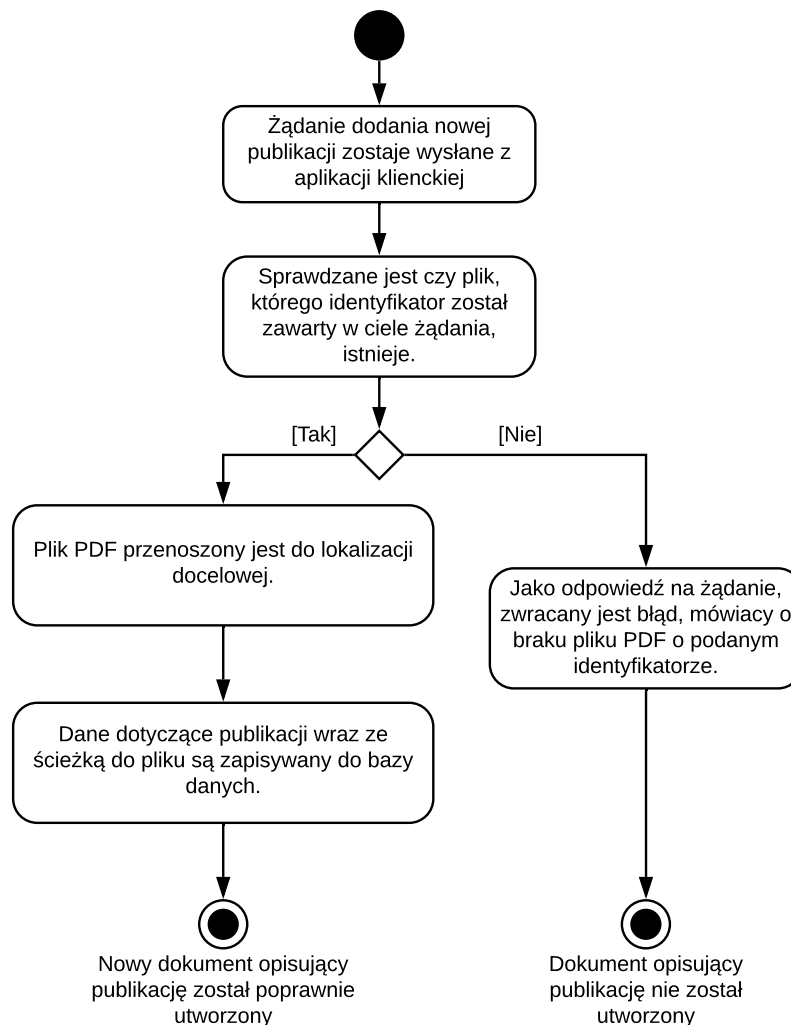 Żądanie dodania nowej
publikacji zostaje wysłane z
aplikacji klienckiej
Sprawdzane jest czy plik,
którego identyfikator został
zawarty w ciele żądania,
istnieje.
[Tak]
[Nie]
Plik PDF przenoszony jest do lokalizacji
docelowej.
Jako odpowiedź na żądanie,
zwracany jest błąd, mówiacy o
braku pliku PDF o podanym
identyfikatorze.
Dane dotyczące publikacji wraz ze
ścieżką do pliku są zapisywany do bazy
danych.
Nowy dokument opisujący
publikację został poprawnie
utworzony
Dokument opisujący
publikację nie został
utworzony